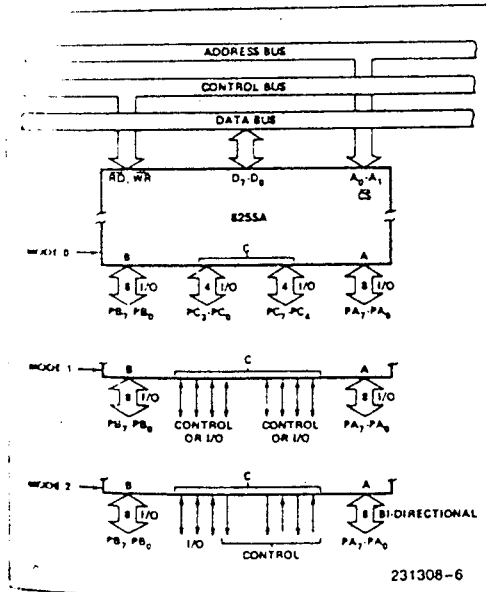 ADDRESS BUS
CONTROL BUS
DATA BUS
RD, WR D7-D0 A0-A1
CS
8255A
MODE 0
B C A
8 I/O 4 I/O 4 I/O 8 I/O
PB7-PB0 PC3-PC0 PC7-PC4 PA7-PA0
MODE 1
B C A
8 I/O 8 I/O
PB7-PB0 CONTROL OR I/O CONTROL OR I/O PA7-PA0
MODE 2
B C A
8 I/O 8 BI-DIRECTIONAL
PB7-PB0 I/O CONTROL PA7-PA0
231308-6